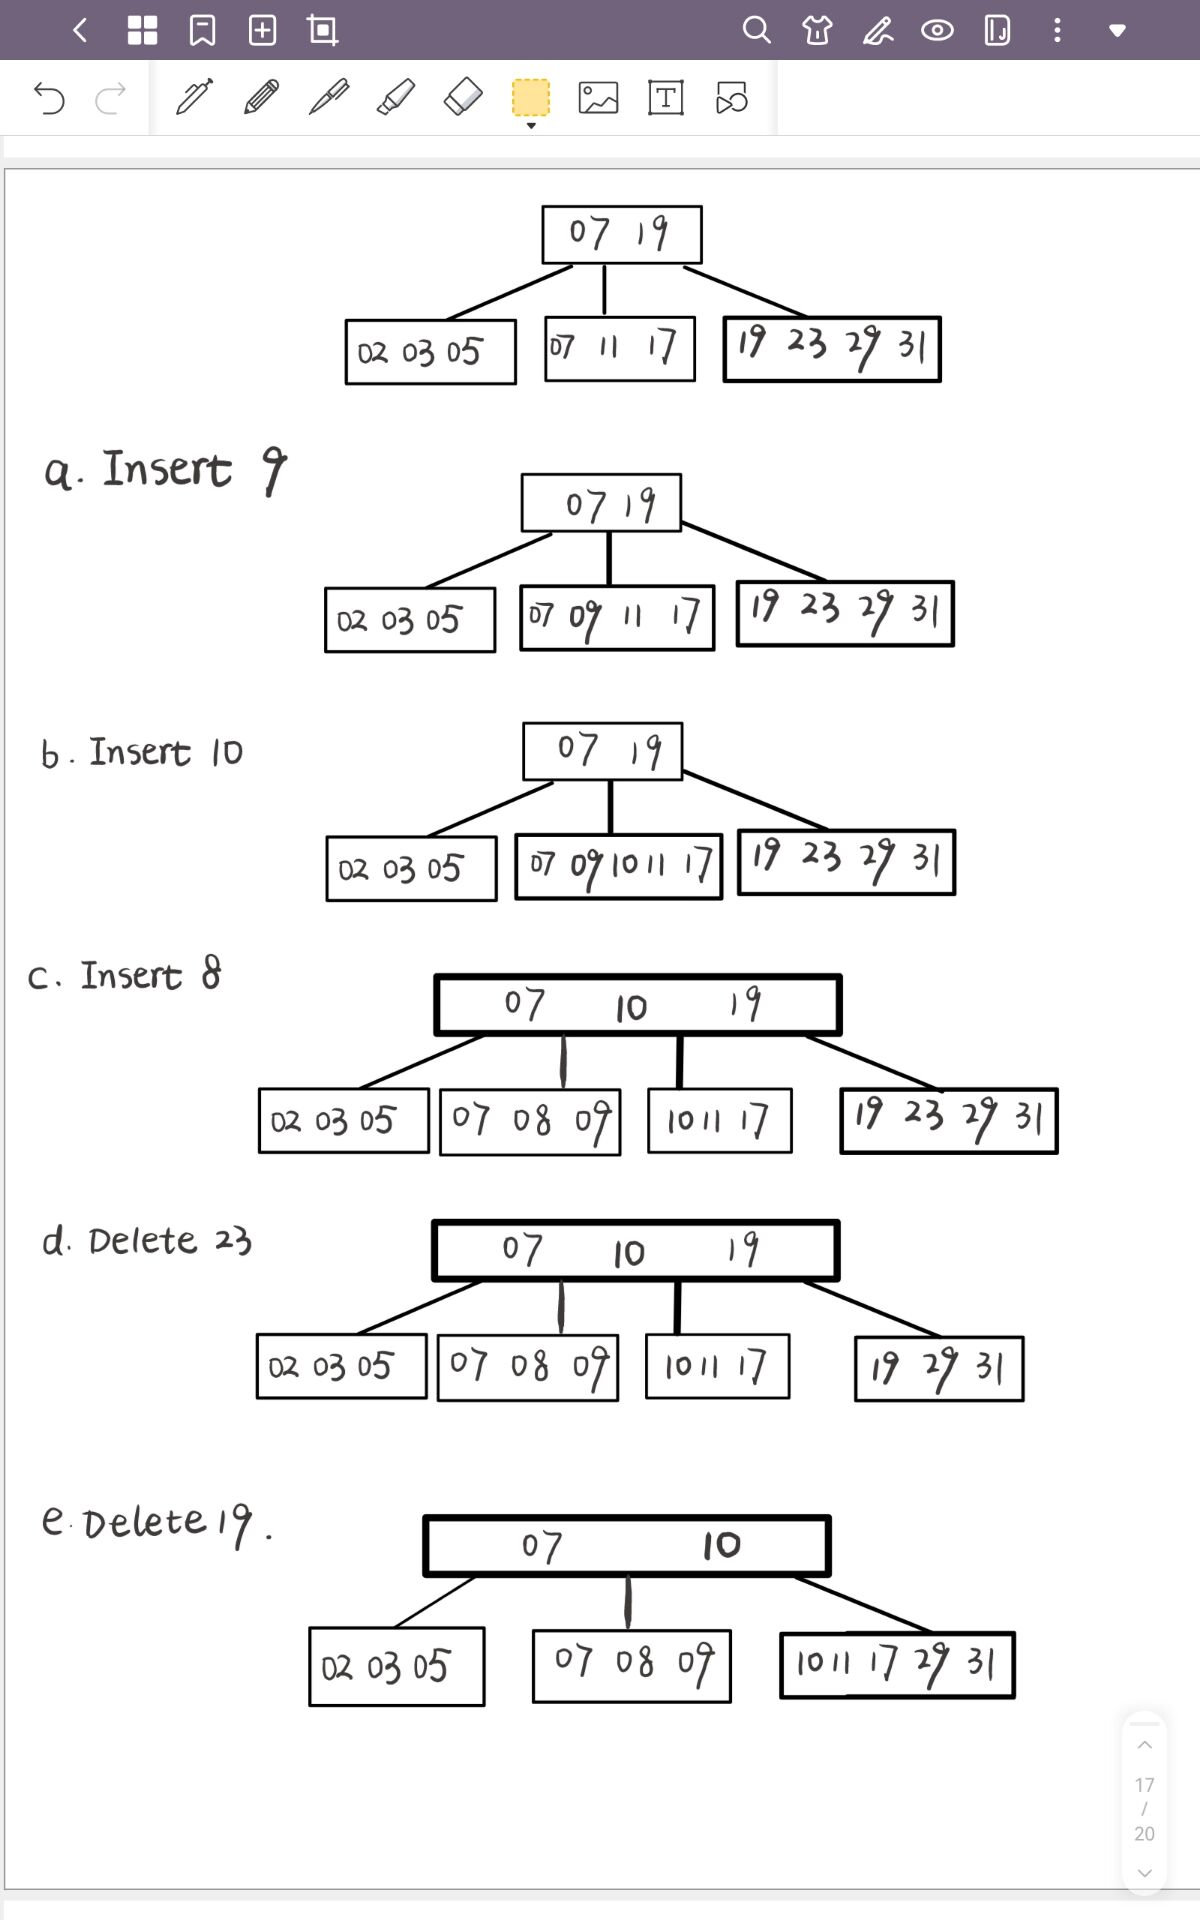 07 19
02 03 05 07 11 17 19 23 29 31
a. Insert 9
07 19
02 03 05 07 09 11 17 19 23 29 31
b. Insert 10
07 19
02 03 05 07 09 10 11 17 19 23 29 31
c. Insert 8
07 10 19
02 03 05 07 08 09 10 11 17 19 23 29 31
d. Delete 23
07 10 19
02 03 05 07 08 09 10 11 17 19 29 31
e. Delete 19.
07 10
02 03 05 07 08 09 10 11 17 29 31
17
/
20